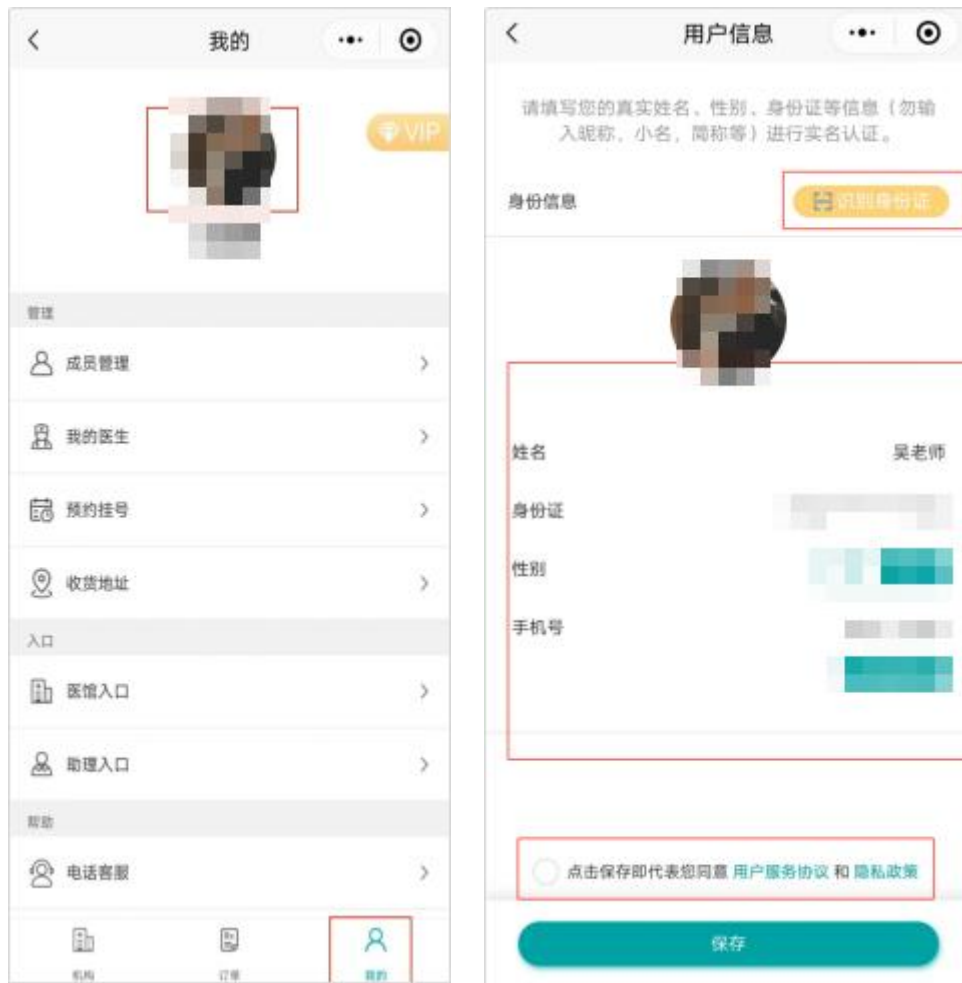 我的
VIP
管理
成员管理
我的医生
预约挂号
收货地址
入口
医馆入口
助理入口
帮助
电话客服
机构
订单
我的
用户信息
请填写您的真实姓名、性别、身份证等信息（勿输
入昵称，小名，简称等）进行实名认证。
身份信息
识别身份证
姓名
吴老师
身份证
性别
手机号
点击保存即代表您同意 用户服务协议 和 隐私政策
保存